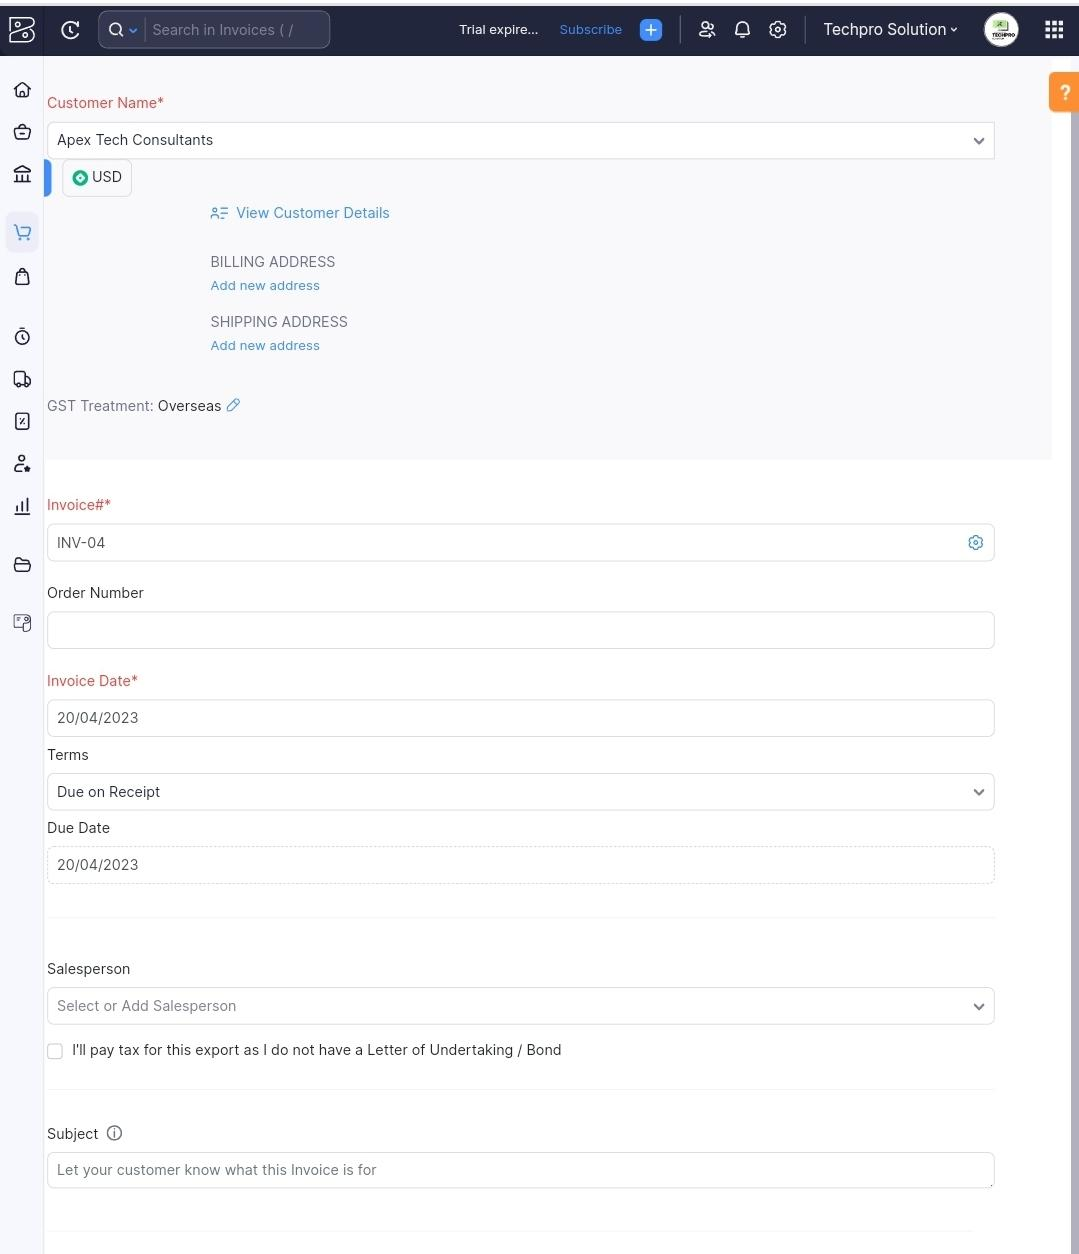 Search in Invoices ( / Trial expire... Subscribe Techpro Solution TECHPRO
?
Customer Name*
Apex Tech Consultants
USD
View Customer Details
BILLING ADDRESS
Add new address
SHIPPING ADDRESS
Add new address
GST Treatment: Overseas
Invoice#*
INV-04
Order Number
Invoice Date*
20/04/2023
Terms
Due on Receipt
Due Date
20/04/2023
Salesperson
Select or Add Salesperson
I'll pay tax for this export as I do not have a Letter of Undertaking / Bond
Subject
Let your customer know what this Invoice is for